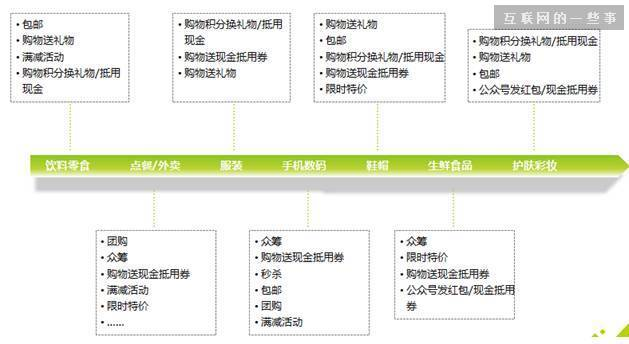 互联网的一些事
• 包邮
• 购物送礼物
• 满减活动
• 购物积分换礼物/抵用
现金
• 购物积分换礼物/抵用
现金
• 购物送现金抵用券
• 购物送礼物
• 购物送礼物
• 包邮
• 购物积分换礼物/抵用现金
• 购物送现金抵用券
• 限时特价
• 购物积分换礼物/抵用现金
• 购物送礼物
• 包邮
• 公众号发红包/现金抵用券
饮料零食 点餐/外卖 服装 手机数码 鞋帽 生鲜食品 护肤彩妆
• 团购
• 众筹
• 购物送现金抵用券
• 满减活动
• 限时特价
• ……
• 众筹
• 购物送现金抵用券
• 秒杀
• 包邮
• 团购
• 满减活动
• 众筹
• 限时特价
• 购物送现金抵用券
• 公众号发红包/现金抵用
券